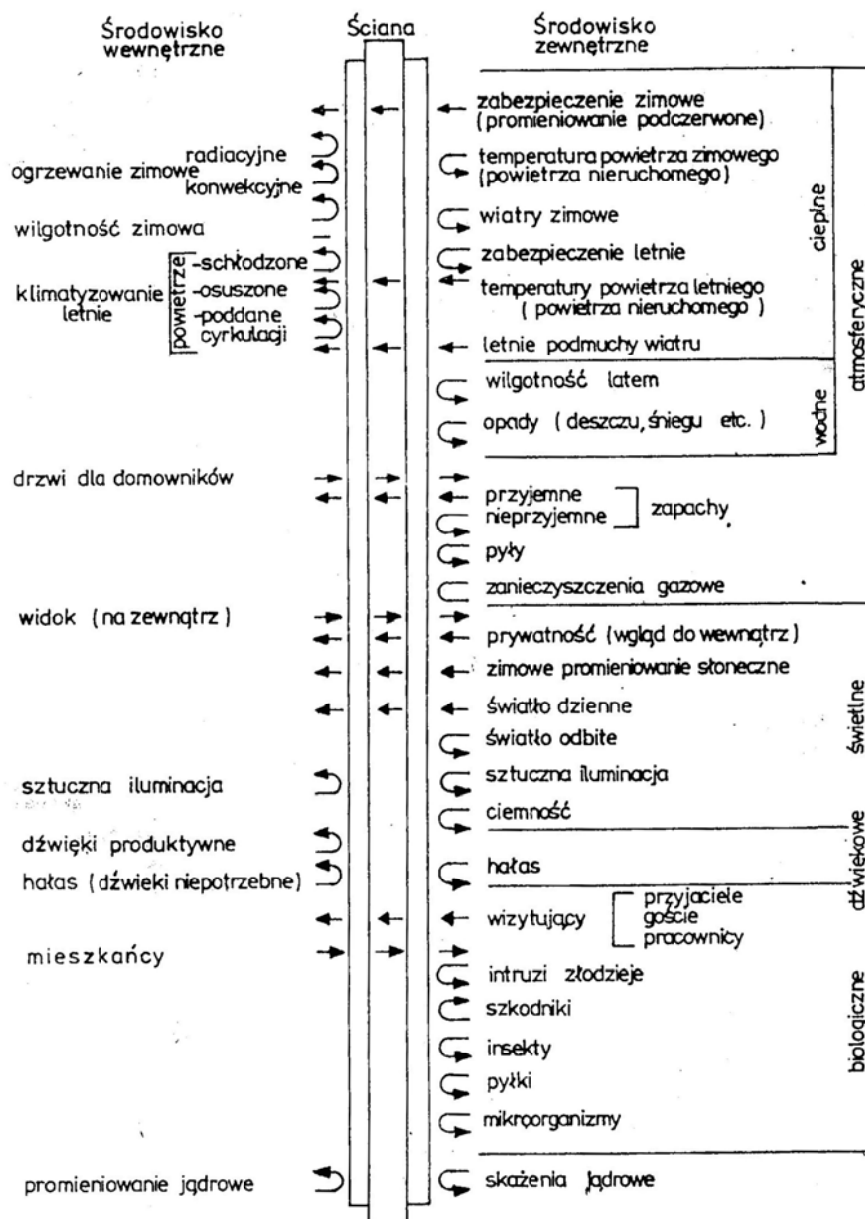 Środowisko wewnętrzne
Ściana
Środowisko zewnętrzne
zabezpieczenie zimowe
(promieniowanie podczerwone)
ogrzewanie zimowe
radiacyjne
konwekcyjne
temperatura powietrza zimowego
(powietrza nieruchomego)
wilgotność zimowa
wiatry zimowe
klimatyzowanie
letnie
powietrze
-schłodzone
-osuszone
-poddane
cyrkulacji
zabezpieczenie letnie
temperatury powietrza letniego
(powietrza nieruchomego)
letnie podmuchy wiatru
cieplne
wilgotność latem
opady (deszczu, śniegu etc.)
wodne
atmosferyczne
drzwi dla domowników
przyjemne
nieprzyjemne
zapachy
pyły
zanieczyszczenia gazowe
widok (na zewnątrz)
prywatność (wgląd do wewnątrz)
zimowe promieniowanie słoneczne
światło dzienne
światło odbite
sztuczna iluminacja
sztuczna iluminacja
ciemność
świetlne
dźwięki produktywne
hałas (dźwieki niepotrzebne)
hałas
dźwiękowe
wizytujący
przyjaciele
goście
pracownicy
mieszkańcy
intruzi złodzieje
szkodniki
insekty
pyłki
mikroorganizmy
biologiczne
promieniowanie jądrowe
skażenia jądrowe